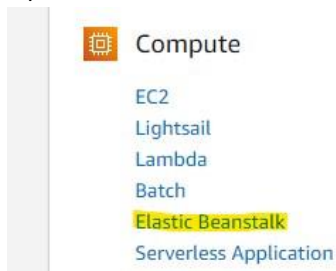 Compute
EC2
Lightsail
Lambda
Batch
Elastic Beanstalk
Serverless Application